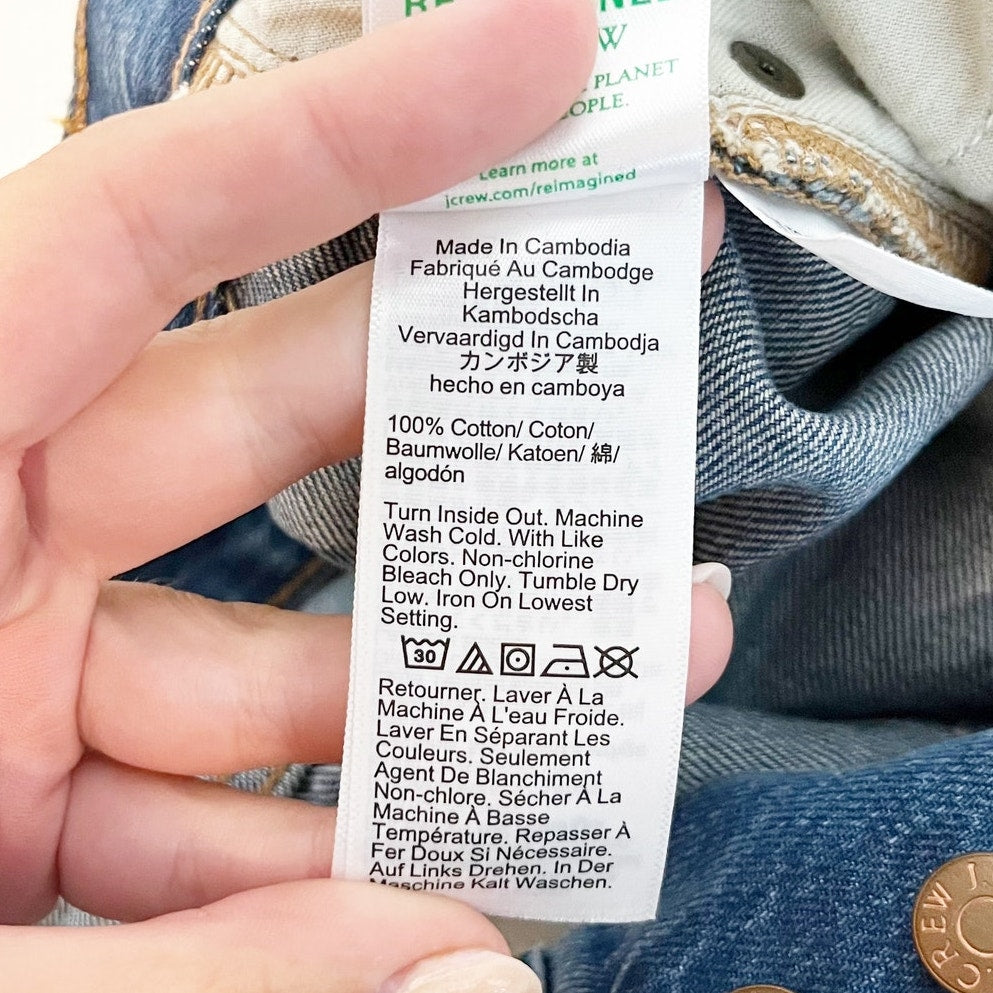 W
PLANET
Learn more at
jcrew.com/reimagined
Made In Cambodia
Fabriqué Au Cambodge
Hergestellt In
Kambodscha
Vervaardigd In Cambodja
カンボジア製
hecho en camboya
100% Cotton/ Coton/
Baumwolle/ Katoen/ 綿/
algodón
Turn Inside Out. Machine
Wash Cold. With Like
Colors. Non-chlorine
Bleach Only. Tumble Dry
Low. Iron On Lowest
Setting.
30
Retourner. Laver À La
Machine À L'eau Froide.
Laver En Séparant Les
Couleurs. Seulement
Agent De Blanchiment
Non-chlore. Sécher À La
Machine À Basse
Température. Repasser À
Fer Doux Si Nécessaire.
Auf Links Drehen. In Der
Maschine Kalt Waschen.
J. CREW